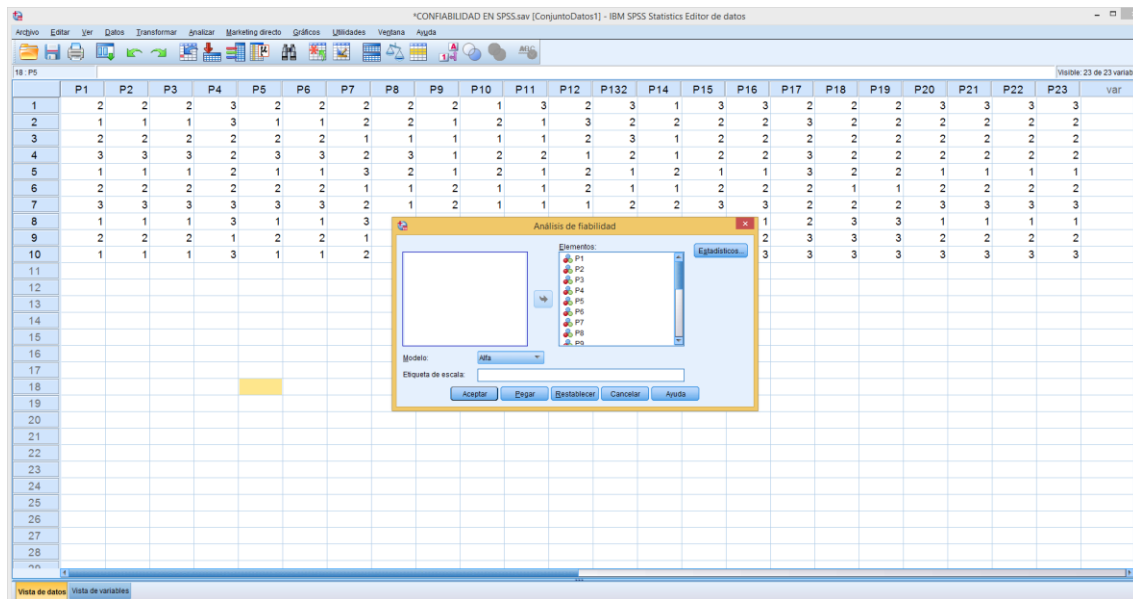 *CONFIABILIDAD EN SPSS.sav [ConjuntoDatos1] - IBM SPSS Statistics Editor de datos
Archivo Editar Ver Datos Transformar Analizar Marketing directo Gráficos Utilidades Ventana Ayuda
18 : P5 Visible: 23 de 23 variab
P1 P2 P3 P4 P5 P6 P7 P8 P9 P10 P11 P12 P132 P14 P15 P16 P17 P18 P19 P20 P21 P22 P23 var
1 2 2 2 3 2 2 2 2 2 1 3 2 3 1 3 3 2 2 2 3 3 3 3
2 1 1 1 3 1 1 2 2 1 2 1 3 2 2 2 2 3 2 2 2 2 2 2
3 2 2 2 2 2 2 1 1 1 1 1 2 3 1 2 2 2 2 2 2 2 2 2
4 3 3 3 2 3 3 2 3 1 2 2 1 2 1 2 2 3 2 2 2 2 2 2
5 1 1 1 2 1 1 3 2 1 2 1 2 1 2 1 1 3 2 2 1 1 1 1
6 2 2 2 2 2 2 1 1 2 1 1 2 1 1 2 2 2 1 1 2 2 2 2
7 3 3 3 3 3 3 2 1 2 1 1 1 2 2 3 3 2 2 2 3 3 3 3
8 1 1 1 3 1 1 3 1 2 3 3 1 1 1 1
9 2 2 2 1 2 2 1 2 3 3 3 2 2 2 2
10 1 1 1 3 1 1 2 3 3 3 3 3 3 3 3
11
12
13
14
15
16
17
18
19
20
21
22
23
24
25
26
27
28
Análisis de fiabilidad
Elementos:
P1
P2
P3
P4
P5
P6
P7
P8
P9
Estadísticos...
Modelo: Alfa
Etiqueta de escala:
Aceptar Pegar Restablecer Cancelar Ayuda
Vista de datos Vista de variables